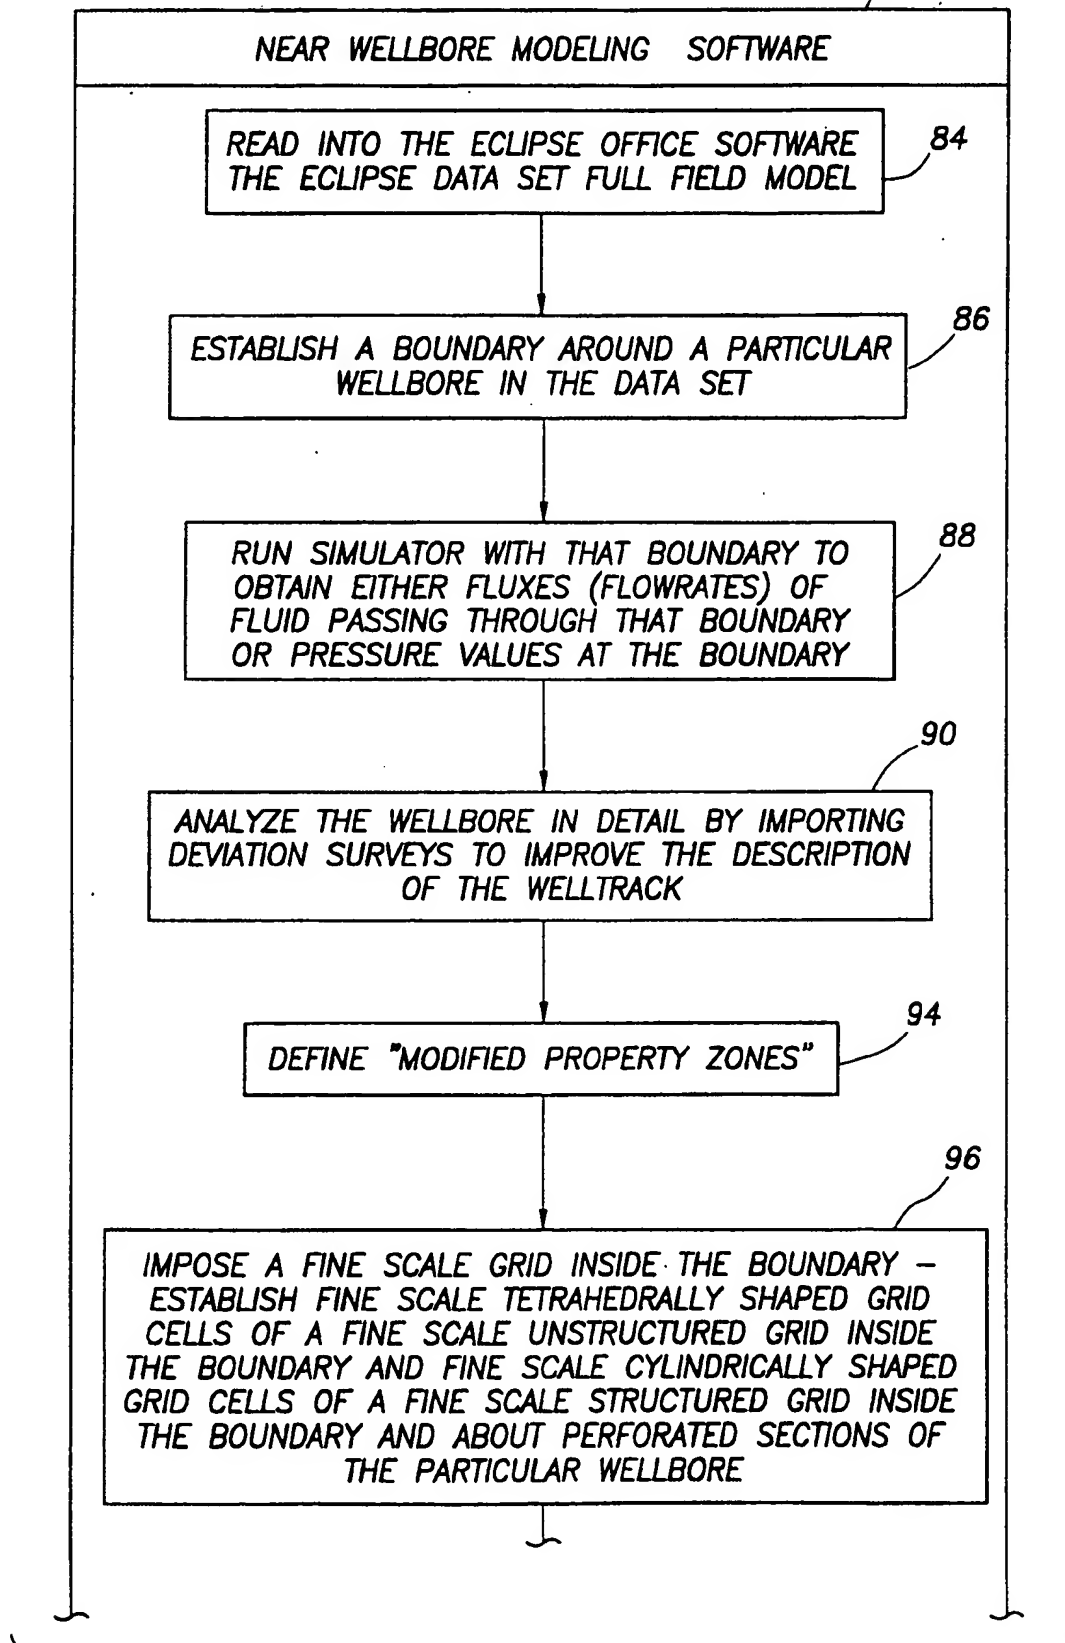 NEAR WELLBORE MODELING SOFTWARE
READ INTO THE ECLIPSE OFFICE SOFTWARE
THE ECLIPSE DATA SET FULL FIELD MODEL
84
ESTABLISH A BOUNDARY AROUND A PARTICULAR
WELLBORE IN THE DATA SET
86
RUN SIMULATOR WITH THAT BOUNDARY TO
OBTAIN EITHER FLUXES (FLOWRATES) OF
FLUID PASSING THROUGH THAT BOUNDARY
OR PRESSURE VALUES AT THE BOUNDARY
88
ANALYZE THE WELLBORE IN DETAIL BY IMPORTING
DEVIATION SURVEYS TO IMPROVE THE DESCRIPTION
OF THE WELLTRACK
90
DEFINE "MODIFIED PROPERTY ZONES"
94
IMPOSE A FINE SCALE GRID INSIDE THE BOUNDARY –
ESTABLISH FINE SCALE TETRAHEDRALLY SHAPED GRID
CELLS OF A FINE SCALE UNSTRUCTURED GRID INSIDE
THE BOUNDARY AND FINE SCALE CYLINDRICALLY SHAPED
GRID CELLS OF A FINE SCALE STRUCTURED GRID INSIDE
THE BOUNDARY AND ABOUT PERFORATED SECTIONS OF
THE PARTICULAR WELLBORE
96